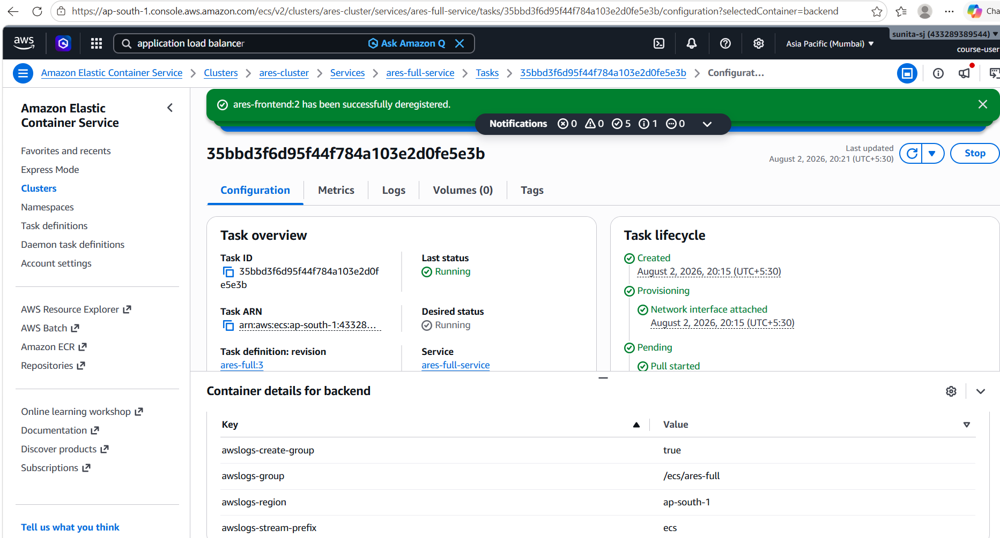 https://ap-south-1.console.aws.amazon.com/ecs/v2/clusters/ares-cluster/services/ares-full-service/tasks/35bbd3f6d95f44f784a103e2d0fe5e3b/configuration?selectedContainer=backend
Cha
aws
application load balancer
Ask Amazon Q
Asia Pacific (Mumbai)
sunita-sj (433289389544)
course-user
Amazon Elastic Container Service
Clusters
ares-cluster
Services
ares-full-service
Tasks
35bbd3f6d95f44f784a103e2d0fe5e3b
Configurat...
Amazon Elastic
Container Service
Favorites and recents
Express Mode
Clusters
Namespaces
Task definitions
Daemon task definitions
Account settings
AWS Resource Explorer
AWS Batch
Amazon ECR
Repositories
Online learning workshop
Documentation
Discover products
Subscriptions
Tell us what you think
ares-frontend:2 has been successfully deregistered.
Notifications 0 0 5 1 0
35bbd3f6d95f44f784a103e2d0fe5e3b
Last updated
August 2, 2026, 20:21 (UTC+5:30)
Stop
Configuration
Metrics
Logs
Volumes (0)
Tags
Task overview
Task ID
35bbd3f6d95f44f784a103e2d0f
e5e3b
Last status
Running
Task ARN
arn:aws:ecs:ap-south-1:43328...
Desired status
Running
Task definition: revision
ares-full:3
Service
ares-full-service
Task lifecycle
Created
August 2, 2026, 20:15 (UTC+5:30)
Provisioning
Network interface attached
August 2, 2026, 20:15 (UTC+5:30)
Pending
Pull started
Container details for backend
Key Value
awslogs-create-group true
awslogs-group /ecs/ares-full
awslogs-region ap-south-1
awslogs-stream-prefix ecs